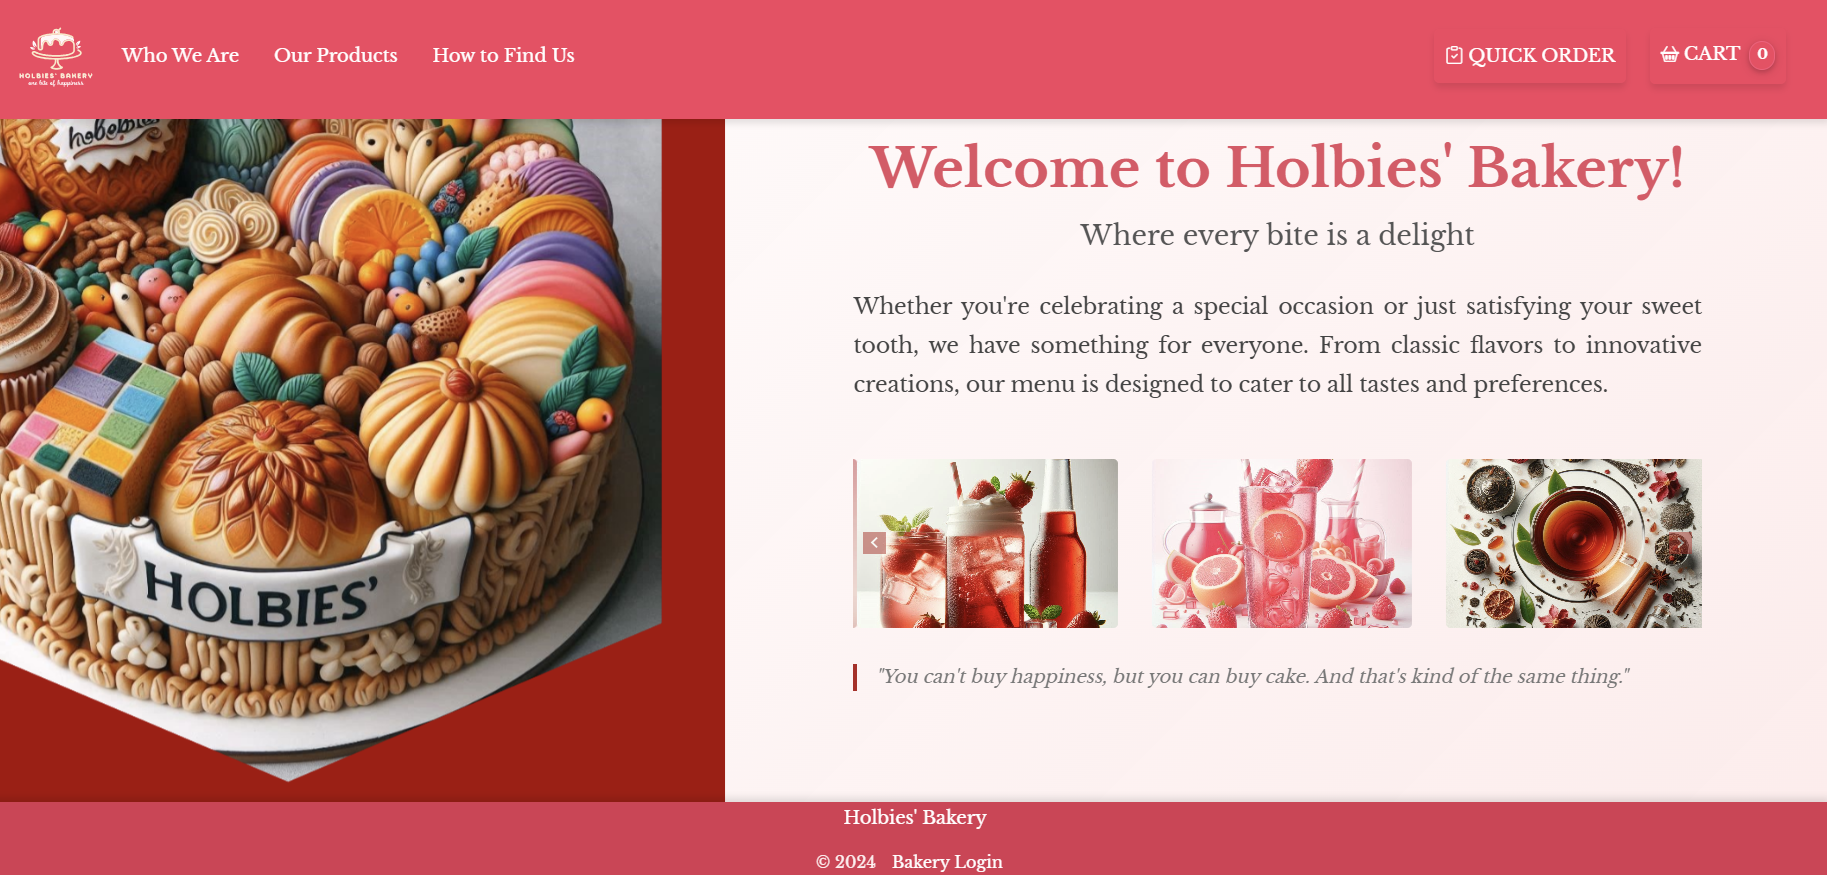 HOLBIES' BAKERY
one bite of happiness
Who We Are
Our Products
How to Find Us
QUICK ORDER
CART 0
Welcome to Holbies' Bakery!
Where every bite is a delight
Whether you're celebrating a special occasion or just satisfying your sweet
tooth, we have something for everyone. From classic flavors to innovative
creations, our menu is designed to cater to all tastes and preferences.
HOLBIES’
"You can't buy happiness, but you can buy cake. And that's kind of the same thing."
Holbies' Bakery
© 2024 Bakery Login